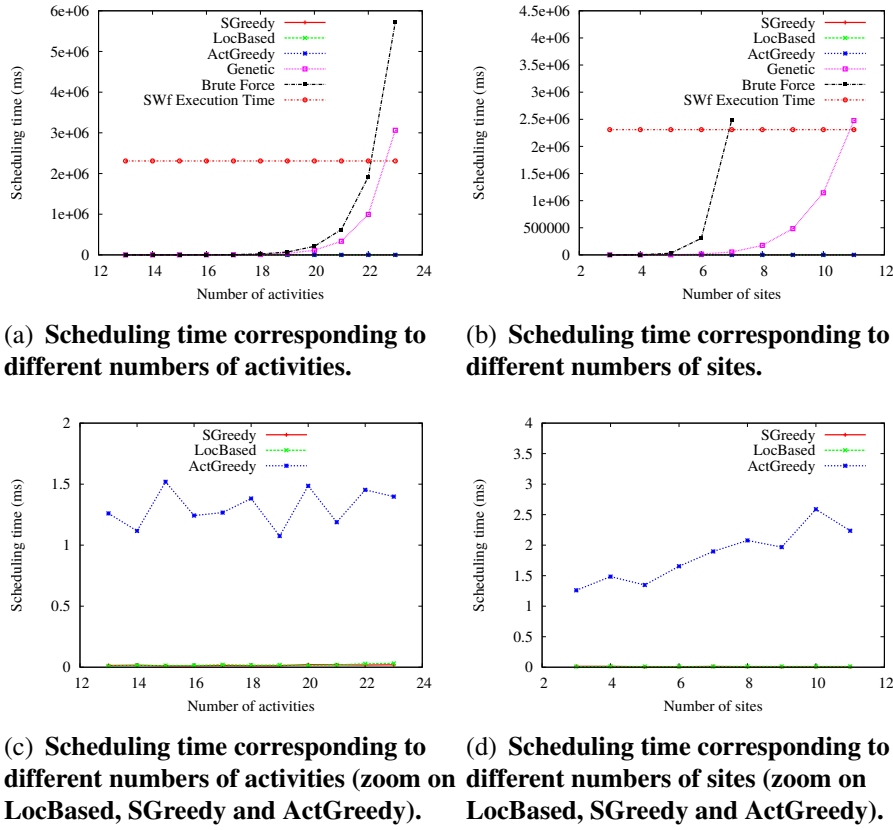 6e+06
5e+06
4e+06
3e+06
2e+06
1e+06
0
Scheduling time (ms)
SGreedy
LocBased
ActGreedy
Genetic
Brute Force
SWf Execution Time
12 14 16 18 20 22 24
Number of activities
4.5e+06
4e+06
3.5e+06
3e+06
2.5e+06
2e+06
1.5e+06
1e+06
500000
0
Scheduling time (ms)
SGreedy
LocBased
ActGreedy
Genetic
Brute Force
SWf Execution Time
2 4 6 8 10 12
Number of sites
(a) Scheduling time corresponding to
different numbers of activities.
(b) Scheduling time corresponding to
different numbers of sites.
2
1.5
1
0.5
0
Scheduling time (ms)
SGreedy
LocBased
ActGreedy
12 14 16 18 20 22 24
Number of activities
4
3.5
3
2.5
2
1.5
1
0.5
0
Scheduling time (ms)
SGreedy
LocBased
ActGreedy
2 4 6 8 10 12
Number of sites
(c) Scheduling time corresponding to
different numbers of activities (zoom on
LocBased, SGreedy and ActGreedy).
(d) Scheduling time corresponding to
different numbers of sites (zoom on
LocBased, SGreedy and ActGreedy).